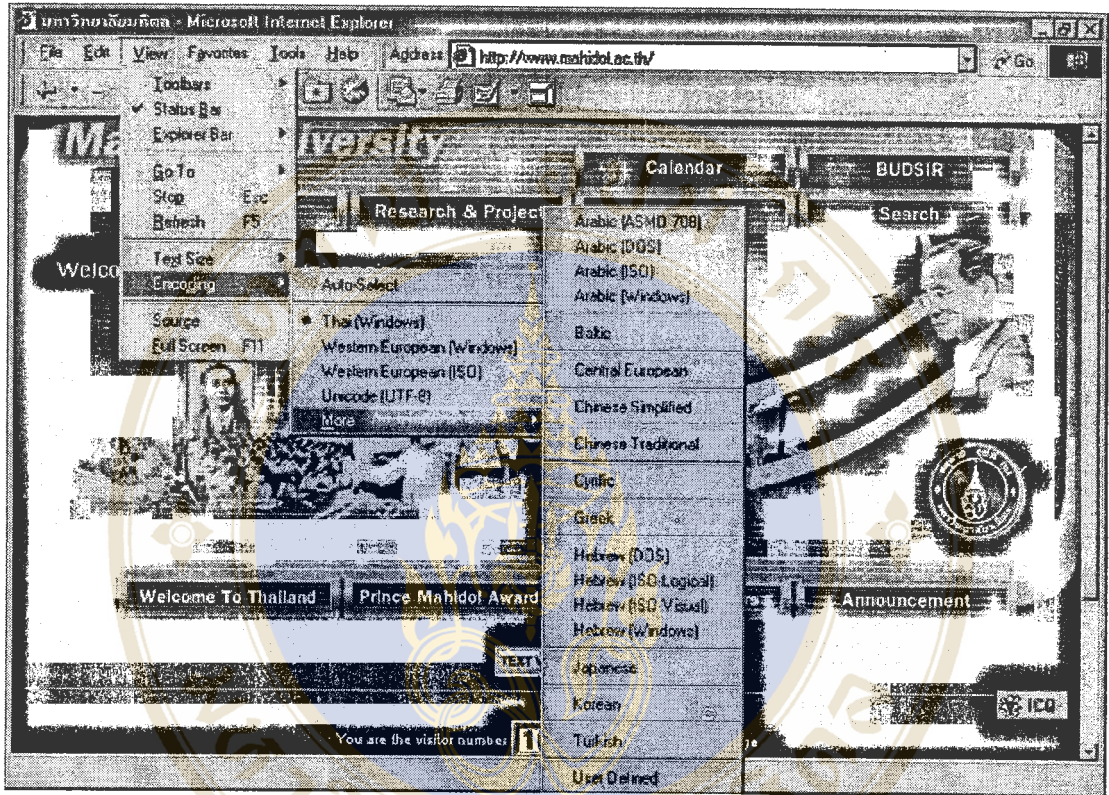 มหาวิทยาลัยมหิดล - Microsoft Internet Explorer
File Edit View Favorites Tools Help Address http://www.mahidol.ac.th/ Go
Toolbars
Status Bar
Explorer Bar
Go To
Stop Esc
Refresh F5
Text Size
Encoding
Source
Full Screen F11
Auto-Select
Thai (Windows)
Western European (Windows)
Western European (ISO)
Unicode (UTF-8)
More
Arabic (ASMO 708)
Arabic (DOS)
Arabic (ISO)
Arabic (Windows)
Baltic
Central European
Chinese Simplified
Chinese Traditional
Cyrillic
Greek
Hebrew (DOS)
Hebrew (ISO-Logical)
Hebrew (ISO-Visual)
Hebrew (Windows)
Japanese
Korean
Turkish
User Defined
Ma iversity
Calendar BUDSIR
Research & Project Search
Welco
Welcome To Thailand Prince Mahidol Award Announcement
TEXT
ICQ
You are the visitor number